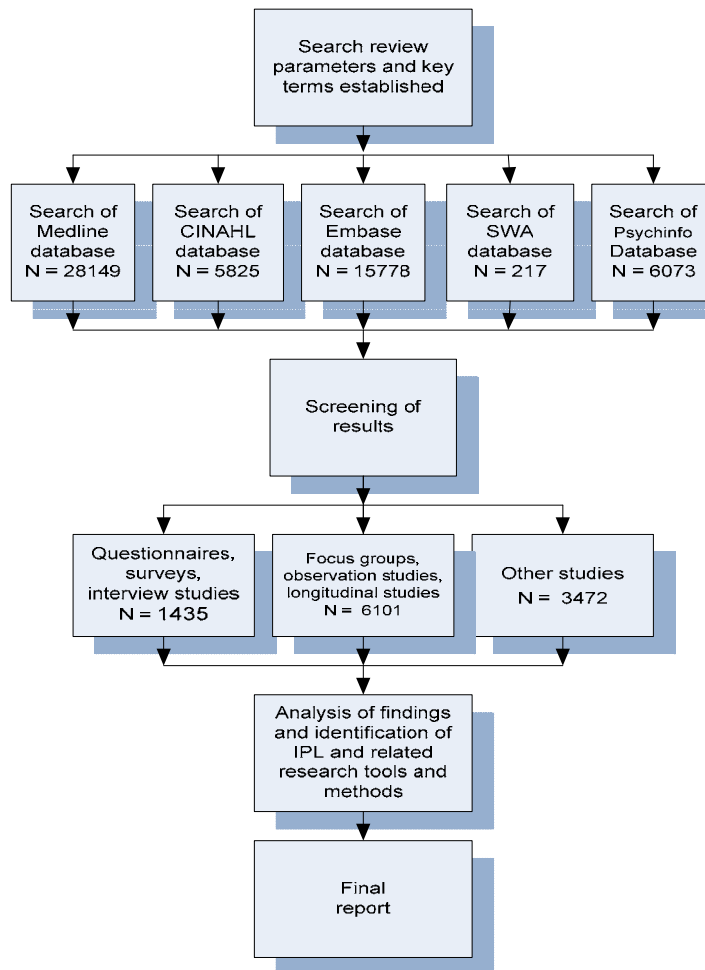 Search review
parameters and key
terms established
Search of
Medline
database
N = 28149
Search of
CINAHL
database
N = 5825
Search of
Embase
database
N = 15778
Search of
SWA
database
N = 217
Search of
Psychinfo
Database
N = 6073
Screening of
results
Questionnaires,
surveys,
interview studies
N = 1435
Focus groups,
observation studies,
longitudinal studies
N = 6101
Other studies
N = 3472
Analysis of findings
and identification of
IPL and related
research tools and
methods
Final
report